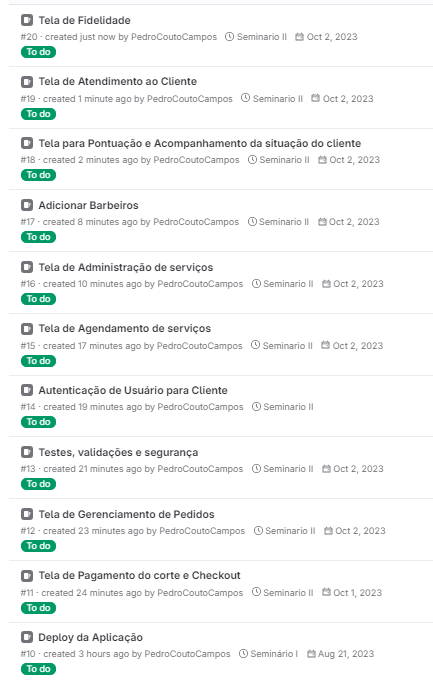 Tela de Fidelidade
#20 · created just now by PedroCoutoCampos Seminario II Oct 2, 2023
To do
Tela de Atendimento ao Cliente
#19 · created 1 minute ago by PedroCoutoCampos Seminario II Oct 2, 2023
To do
Tela para Pontuação e Acompanhamento da situação do cliente
#18 · created 2 minutes ago by PedroCoutoCampos Seminario II Oct 2, 2023
To do
Adicionar Barbeiros
#17 · created 8 minutes ago by PedroCoutoCampos Seminario II Oct 2, 2023
To do
Tela de Administração de serviços
#16 · created 10 minutes ago by PedroCoutoCampos Seminario II Oct 2, 2023
To do
Tela de Agendamento de serviços
#15 · created 17 minutes ago by PedroCoutoCampos Seminario II Oct 2, 2023
To do
Autenticação de Usuário para Cliente
#14 · created 19 minutes ago by PedroCoutoCampos Seminario II
To do
Testes, validações e segurança
#13 · created 21 minutes ago by PedroCoutoCampos Seminario II Oct 2, 2023
To do
Tela de Gerenciamento de Pedidos
#12 · created 23 minutes ago by PedroCoutoCampos Seminario II Oct 2, 2023
To do
Tela de Pagamento do corte e Checkout
#11 · created 24 minutes ago by PedroCoutoCampos Seminario II Oct 1, 2023
To do
Deploy da Aplicação
#10 · created 3 hours ago by PedroCoutoCampos Seminário I Aug 21, 2023
To do